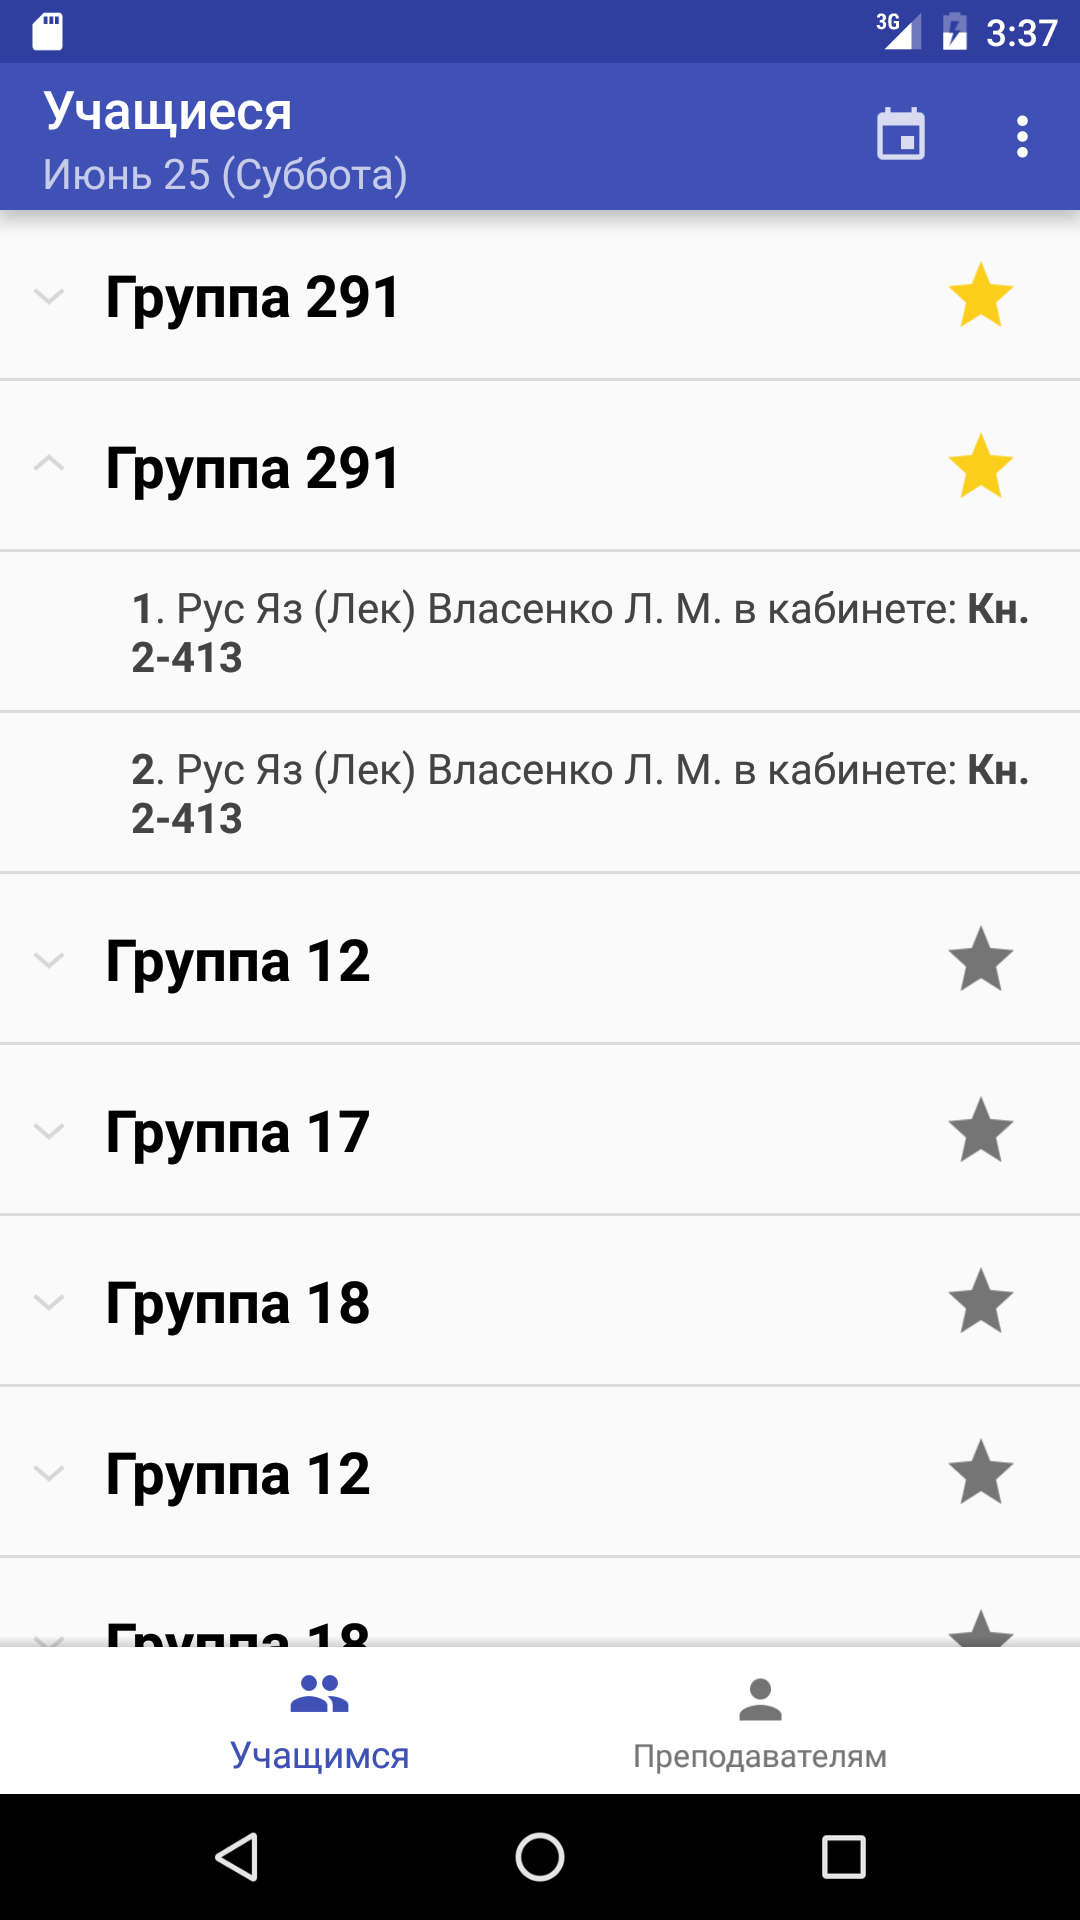 3G 3:37
Учащиеся
Июнь 25 (Суббота)
Группа 291
Группа 291
1. Рус Яз (Лек) Власенко Л. М. в кабинете: Кн.
2-413
2. Рус Яз (Лек) Власенко Л. М. в кабинете: Кн.
2-413
Группа 12
Группа 17
Группа 18
Группа 12
Группа 18
Учащимся
Преподавателям